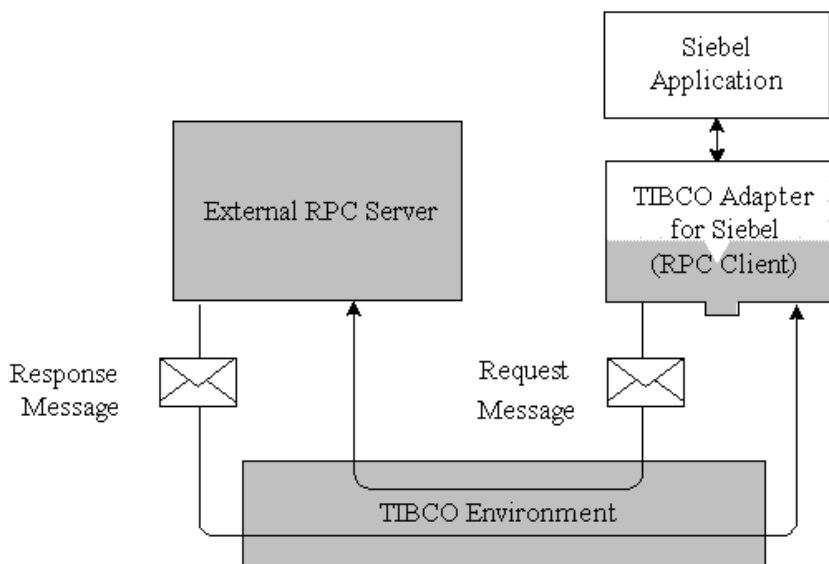 Siebel
Application
External RPC Server
TIBCO Adapter
for Siebel
(RPC Client)
Response
Message
Request
Message
TIBCO Environment